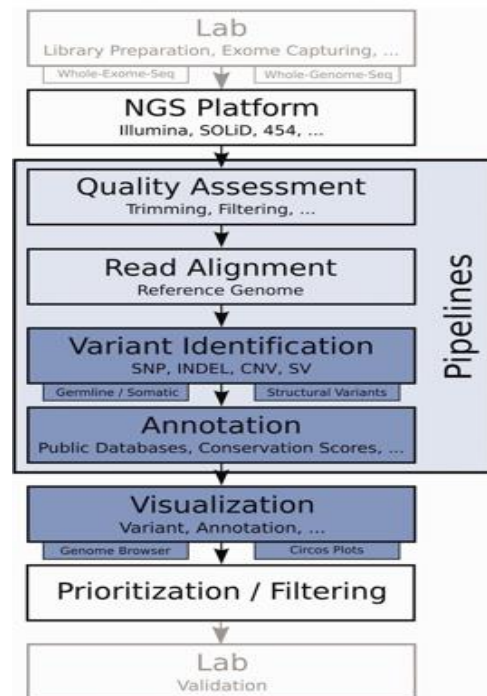 Lab
Library Preparation, Exome Capturing, ...
Whole-Exome-Seq
Whole-Genome-Seq
NGS Platform
Illumina, SOLiD, 454, ...
Quality Assessment
Trimming, Filtering, ...
Read Alignment
Reference Genome
Variant Identification
SNP, INDEL, CNV, SV
Germline / Somatic
Structural Variants
Annotation
Public Databases, Conservation Scores, ...
Pipelines
Visualization
Variant, Annotation, ...
Genome Browser
Circos Plots
Prioritization / Filtering
Lab
Validation